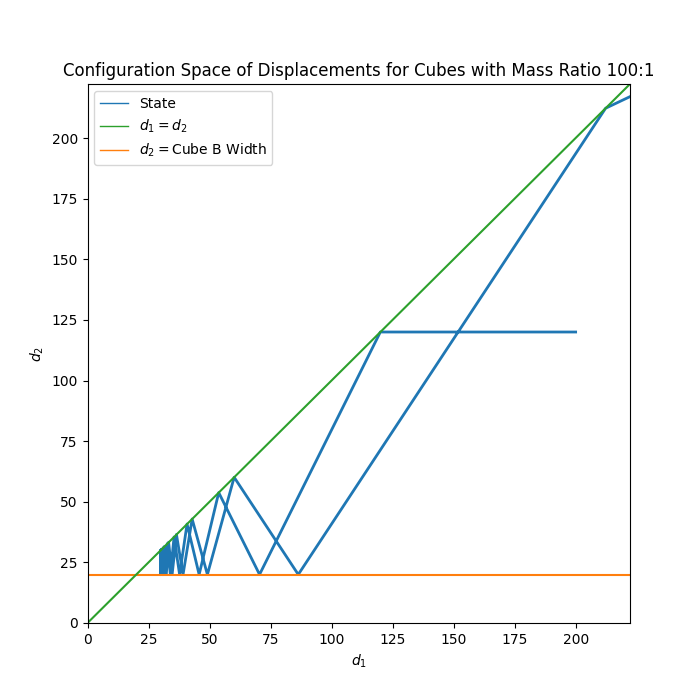 Configuration Space of Displacements for Cubes with Mass Ratio 100:1
State
d₁ = d₂
d₂ = Cube B Width
200
175
150
125
100
75
50
25
0
d₂
0 25 50 75 100 125 150 175 200
d₁